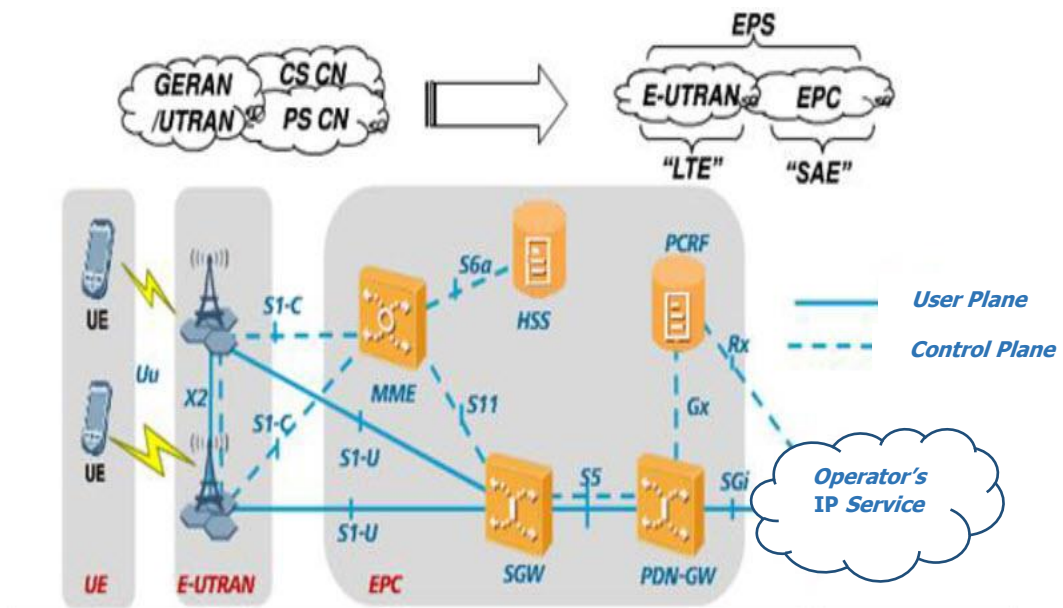 EPS
GERAN
/UTRAN
CS CN
PS CN
E-UTRAN
EPC
“LTE”
“SAE”
PCRF
S6a
HSS
User Plane
Control Plane
UE
S1-C
MME
Rx
Uu
X2
S11
Gx
S1-C
UE
S1-U
S5
SGi
Operator’s
IP Service
S1-U
SGW
PDN-GW
UE
E-UTRAN
EPC